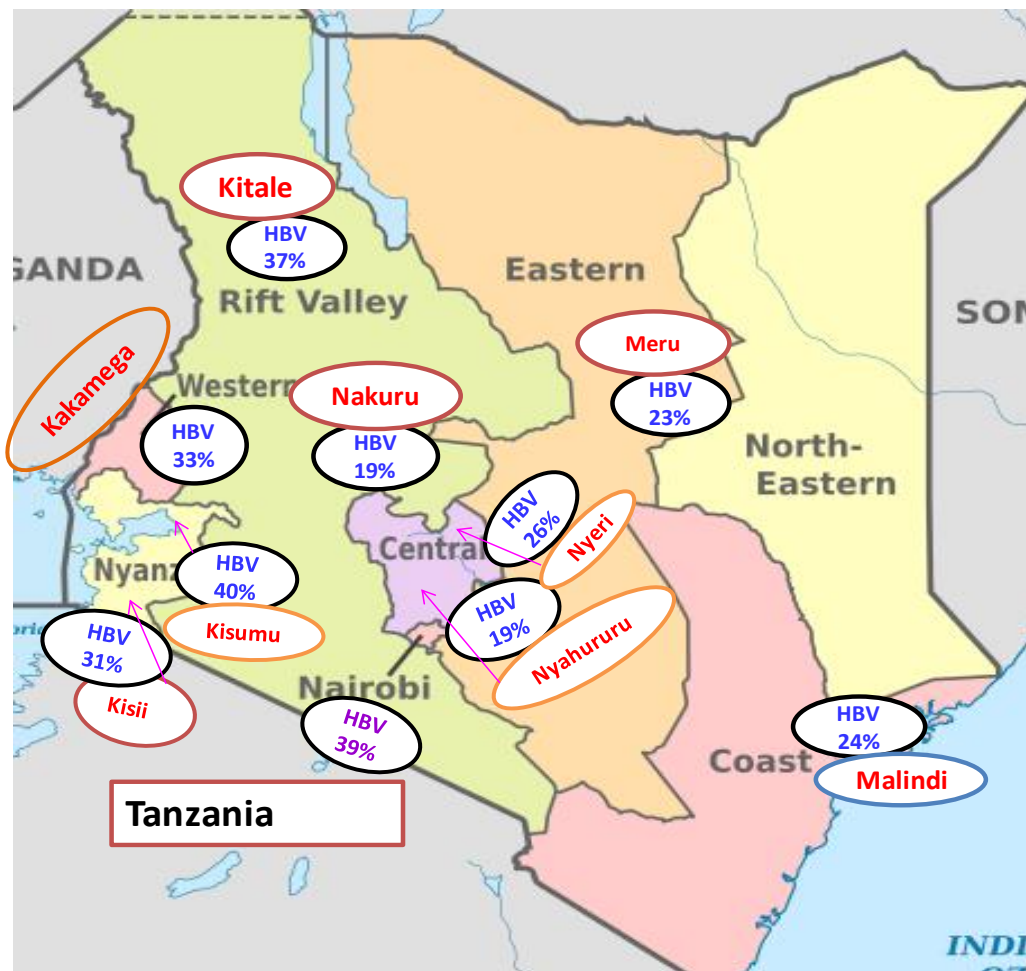 Kitale
HBV
37%
GANDA
Rift Valley
Eastern
SOM
Kakamega
Western
HBV
33%
Nakuru
HBV
19%
Meru
HBV
23%
North-
Eastern
HBV
26%
Nyeri
Central
Nyanz
HBV
40%
Kisumu
HBV
19%
Nyahururu
HBV
31%
Kisii
Nairobi
HBV
39%
HBV
24%
Coast
Malindi
Tanzania
INDI